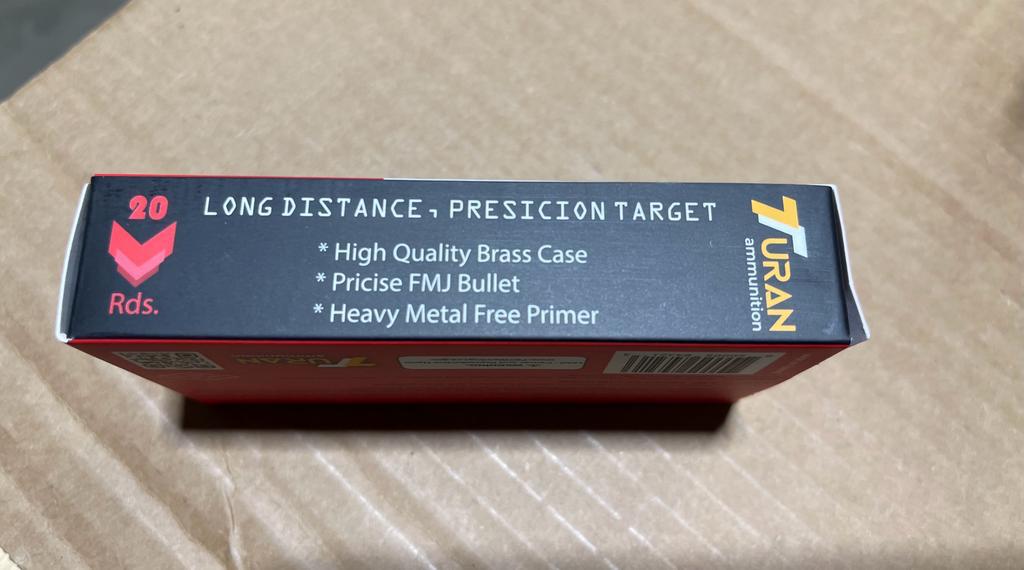 20
Rds.
LONG DISTANCE, PRESICION TARGET
* High Quality Brass Case
* Pricise FMJ Bullet
* Heavy Metal Free Primer
TURAN
ammunition
TURAN